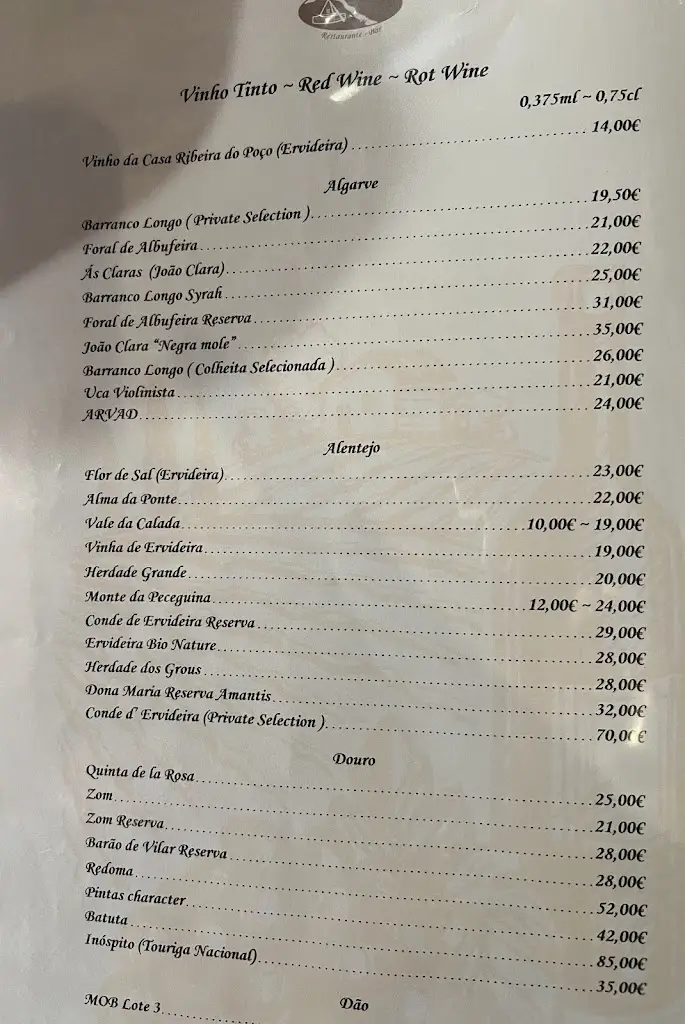 Restaurante - Bar
Vinho Tinto ~ Red Wine ~ Rot Wine
0,375ml ~ 0,75cl
Vinho da Casa Ribeira do Poço (Ervideira) 14,00€
Algarve
Barranco Longo ( Private Selection ) 19,50€
Foral de Albufeira 21,00€
Ás Claras (João Clara) 22,00€
Barranco Longo Syrah 25,00€
Foral de Albufeira Reserva 31,00€
João Clara “Negra mole” 35,00€
Barranco Longo ( Colheita Selecionada ) 26,00€
Uca Violinista 21,00€
ARVAD 24,00€
Alentejo
Flor de Sal (Ervideira) 23,00€
Alma da Ponte 22,00€
Vale da Calada 10,00€ ~ 19,00€
Vinha de Ervideira 19,00€
Herdade Grande 20,00€
Monte da Peceguina 12,00€ ~ 24,00€
Conde de Ervideira Reserva 29,00€
Ervideira Bio Nature 28,00€
Herdade dos Grous 28,00€
Dona Maria Reserva Amantis 32,00€
Conde d' Ervideira (Private Selection ) 70,00€
Douro
Quinta de la Rosa 25,00€
Zom 21,00€
Zom Reserva 28,00€
Barão de Vilar Reserva 28,00€
Redoma 52,00€
Pintas character 42,00€
Batuta 85,00€
Inóspito (Touriga Nacional) 35,00€
Dão
MOB Lote 3